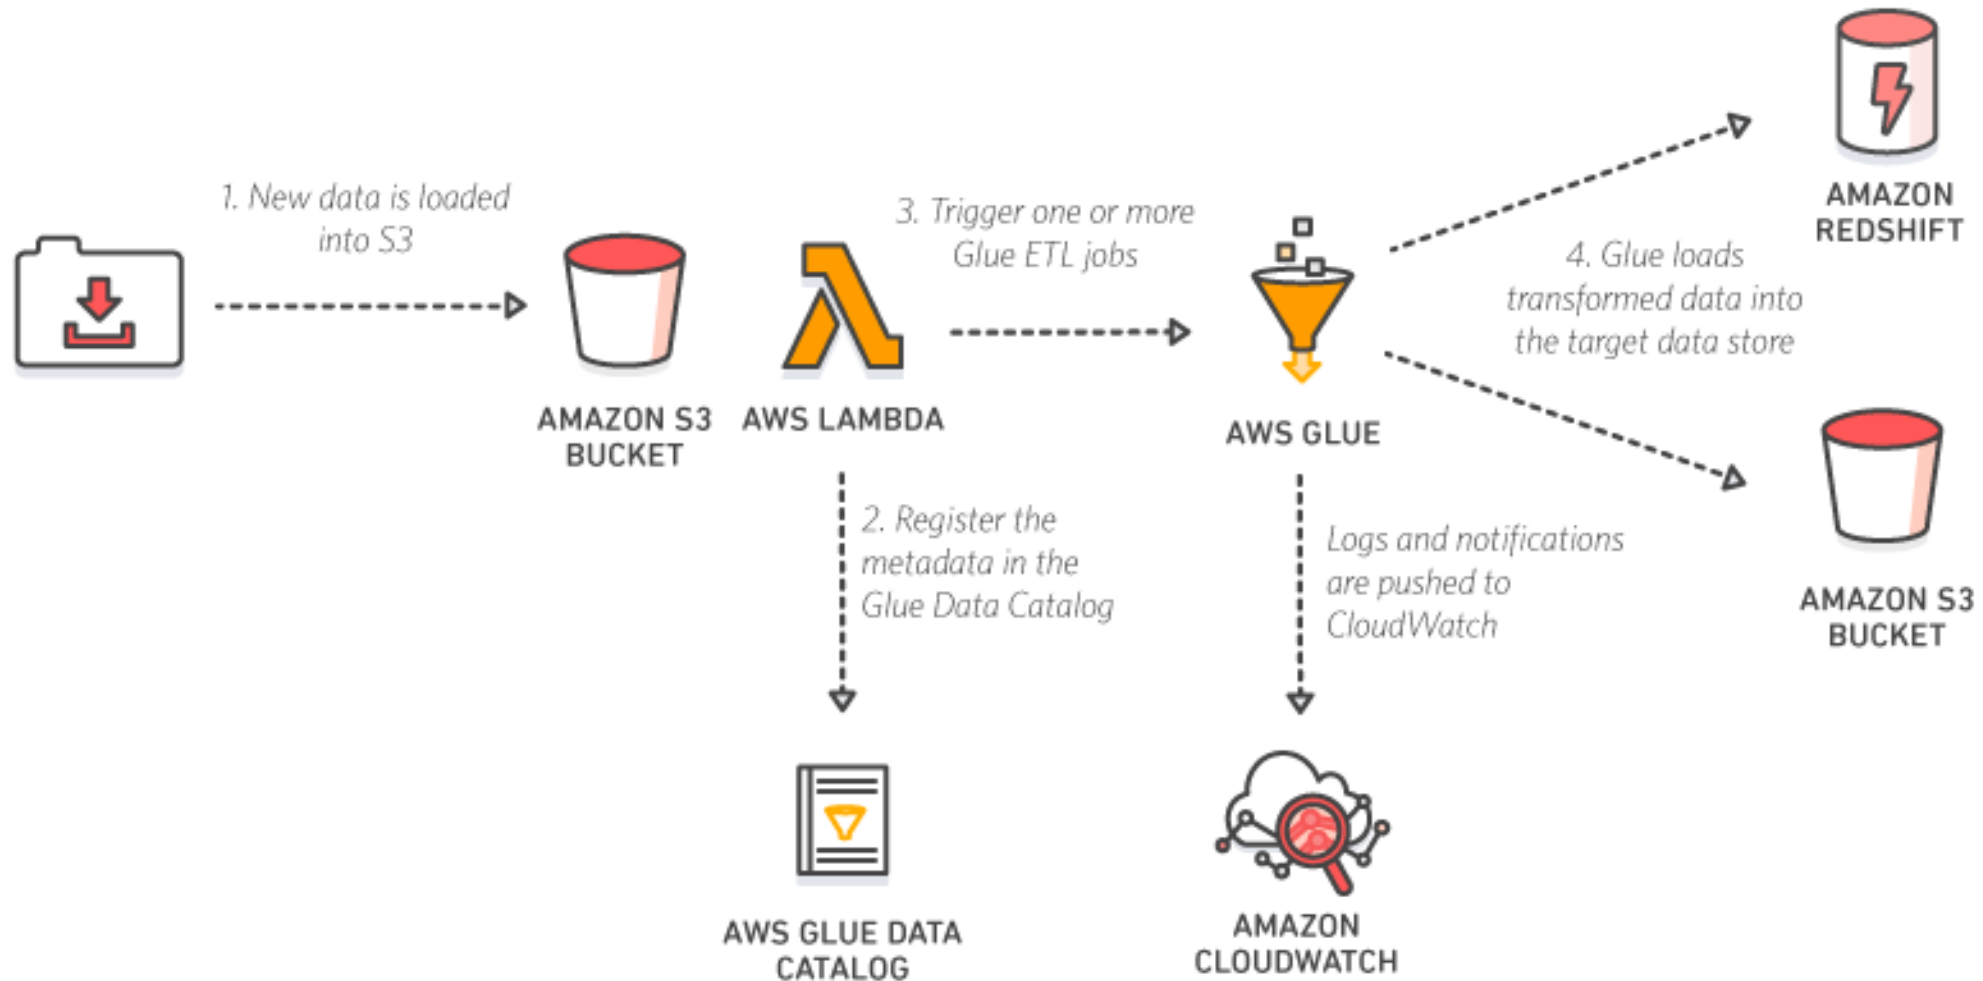 1. New data is loaded
into S3
AMAZON S3
BUCKET
AWS LAMBDA
2. Register the
metadata in the
Glue Data Catalog
AWS GLUE DATA
CATALOG
3. Trigger one or more
Glue ETL jobs
AWS GLUE
Logs and notifications
are pushed to
CloudWatch
AMAZON
CLOUDWATCH
4. Glue loads
transformed data into
the target data store
AMAZON
REDSHIFT
AMAZON S3
BUCKET